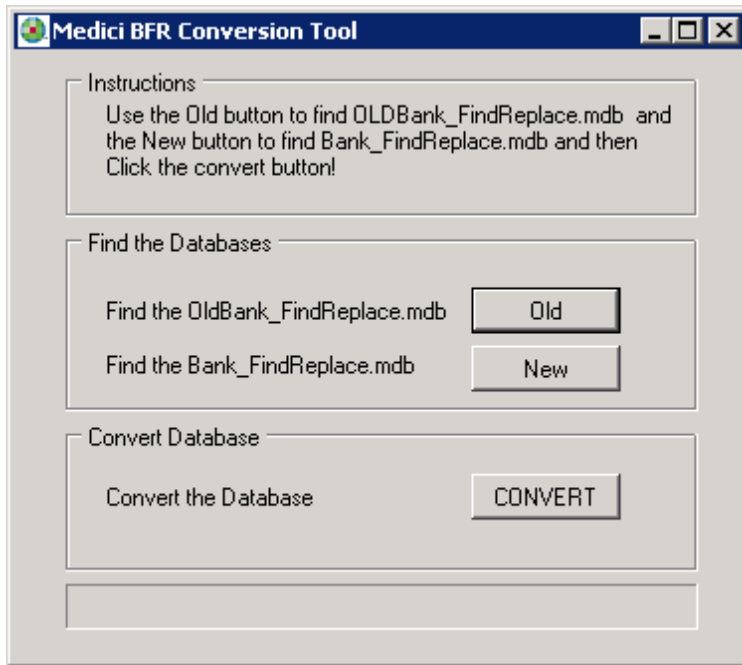 Medici BFR Conversion Tool
Instructions
Use the Old button to find OLDBank_FindReplace.mdb and
the New button to find Bank_FindReplace.mdb and then
Click the convert button!
Find the Databases
Find the OldBank_FindReplace.mdb Old
Find the Bank_FindReplace.mdb New
Convert Database
Convert the Database CONVERT